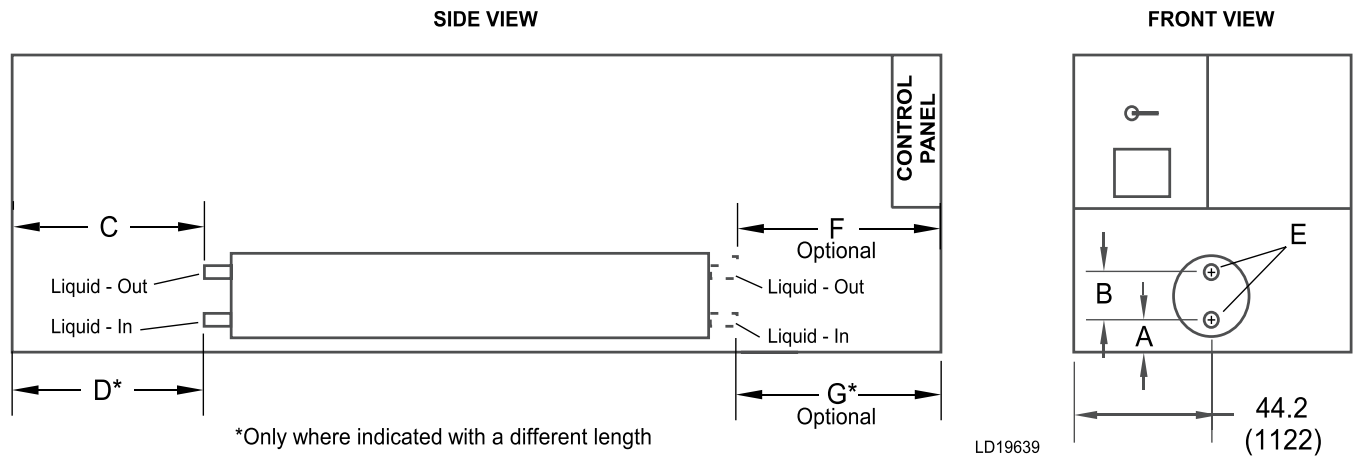 SIDE VIEW
FRONT VIEW
CONTROL
PANEL
C
F
Optional
Liquid - Out
Liquid - In
Liquid - Out
Liquid - In
E
B
A
D*
G*
Optional
44.2
(1122)
*Only where indicated with a different length
LD19639